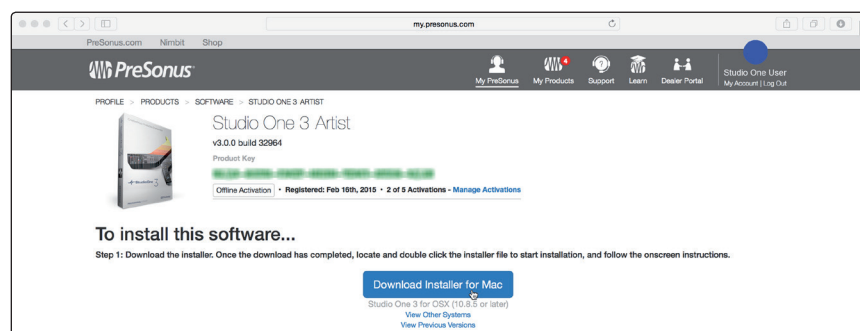 my.presonus.com
PreSonus.com Nimbit Shop
PreSonus
4
My PreSonus My Products Support Learn Dealer Portal
Studio One User
My Account | Log Out
PROFILE > PRODUCTS > SOFTWARE > STUDIO ONE 3 ARTIST
Studio One 3 Artist
v3.0.0 build 32964
Product Key
Offline Activation • Registered: Feb 16th, 2015 • 2 of 5 Activations - Manage Activations
To install this software...
Step 1: Download the installer. Once the download has completed, locate and double click the installer file to start installation, and follow the onscreen instructions.
Download Installer for Mac
Studio One 3 for OSX (10.8.5 or later)
View Other Systems
View Previous Versions